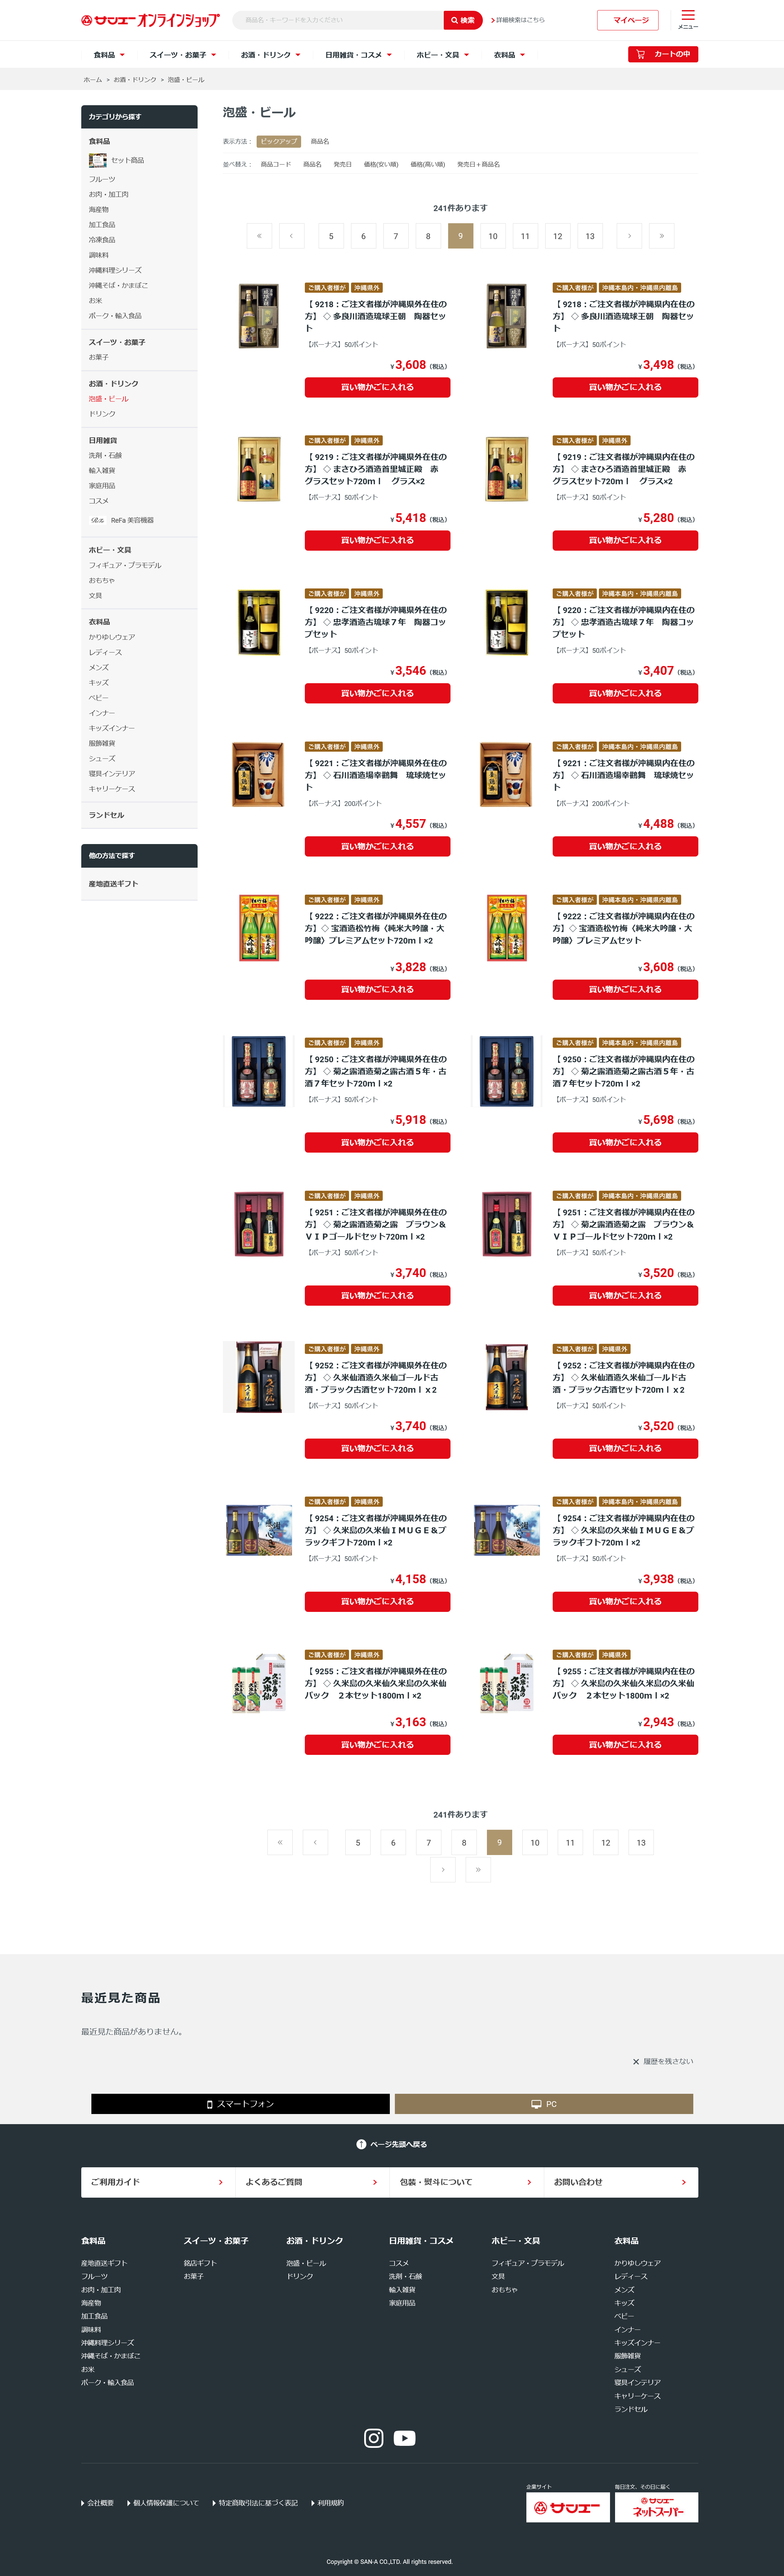 サンエー オンラインショップ
商品名・キーワードを入力ください
検索
詳細検索はこちら
マイページ
メニュー
食料品
スイーツ・お菓子
お酒・ドリンク
日用雑貨・コスメ
ホビー・文具
衣料品
カートの中
ホーム > お酒・ドリンク > 泡盛・ビール
カテゴリから探す
食料品
セット商品
フルーツ
お肉・加工肉
海産物
加工食品
冷凍食品
調味料
沖縄料理シリーズ
沖縄そば・かまぼこ
お米
ポーク・輸入食品
スイーツ・お菓子
お菓子
お酒・ドリンク
泡盛・ビール
ドリンク
日用雑貨
洗剤・石鹸
輸入雑貨
家庭用品
コスメ
ReFa 美容機器
ホビー・文具
フィギュア・プラモデル
おもちゃ
文具
衣料品
かりゆしウェア
レディース
メンズ
キッズ
ベビー
インナー
キッズインナー
服飾雑貨
シューズ
寝具インテリア
キャリーケース
ランドセル
他の方法で探す
産地直送ギフト
泡盛・ビール
表示方法： ピックアップ 商品名
並べ替え： 商品コード 商品名 発売日 価格(安い順) 価格(高い順) 発売日＋商品名
241件あります
« ‹ 5 6 7 8 9 10 11 12 13 › »
ご購入者様が 沖縄県外
【 9218：ご注文者様が沖縄県外在住の
方】 ◇ 多良川酒造琉球王朝 陶器セッ
ト
【ボーナス】50ポイント
¥3,608（税込）
買い物かごに入れる
ご購入者様が 沖縄本島内・沖縄県内離島
【 9218：ご注文者様が沖縄県内在住の
方】 ◇ 多良川酒造琉球王朝 陶器セッ
ト
【ボーナス】50ポイント
¥3,498（税込）
買い物かごに入れる
ご購入者様が 沖縄県外
【 9219：ご注文者様が沖縄県外在住の
方】 ◇ まさひろ酒造首里城正殿 赤
グラスセット720mｌ グラス×2
【ボーナス】50ポイント
¥5,418（税込）
買い物かごに入れる
ご購入者様が 沖縄県外
【 9219：ご注文者様が沖縄県内在住の
方】 ◇ まさひろ酒造首里城正殿 赤
グラスセット720mｌ グラス×2
【ボーナス】50ポイント
¥5,280（税込）
買い物かごに入れる
ご購入者様が 沖縄県外
【 9220：ご注文者様が沖縄県外在住の
方】 ◇ 忠孝酒造古琉球７年 陶器コッ
プセット
【ボーナス】50ポイント
¥3,546（税込）
買い物かごに入れる
ご購入者様が 沖縄本島内・沖縄県内離島
【 9220：ご注文者様が沖縄県内在住の
方】 ◇ 忠孝酒造古琉球７年 陶器コッ
プセット
【ボーナス】50ポイント
¥3,407（税込）
買い物かごに入れる
ご購入者様が 沖縄県外
【 9221：ご注文者様が沖縄県外在住の
方】 ◇ 石川酒造場幸鶴舞 琉球焼セッ
ト
【ボーナス】200ポイント
¥4,557（税込）
買い物かごに入れる
ご購入者様が 沖縄本島内・沖縄県内離島
【 9221：ご注文者様が沖縄県内在住の
方】 ◇ 石川酒造場幸鶴舞 琉球焼セッ
ト
【ボーナス】200ポイント
¥4,488（税込）
買い物かごに入れる
ご購入者様が 沖縄県外
【 9222：ご注文者様が沖縄県外在住の
方】◇ 宝酒造松竹梅〈純米大吟醸・大
吟醸〉プレミアムセット720mｌ×2
¥3,828（税込）
買い物かごに入れる
ご購入者様が 沖縄本島内・沖縄県内離島
【 9222：ご注文者様が沖縄県内在住の
方】◇ 宝酒造松竹梅〈純米大吟醸・大
吟醸〉プレミアムセット
¥3,608（税込）
買い物かごに入れる
ご購入者様が 沖縄県外
【 9250：ご注文者様が沖縄県外在住の
方】 ◇ 菊之露酒造菊之露古酒５年・古
酒７年セット720mｌ×2
【ボーナス】50ポイント
¥5,918（税込）
買い物かごに入れる
ご購入者様が 沖縄本島内・沖縄県内離島
【 9250：ご注文者様が沖縄県内在住の
方】 ◇ 菊之露酒造菊之露古酒５年・古
酒７年セット720mｌ×2
【ボーナス】50ポイント
¥5,698（税込）
買い物かごに入れる
ご購入者様が 沖縄県外
【 9251：ご注文者様が沖縄県外在住の
方】 ◇ 菊之露酒造菊之露 ブラウン＆
ＶＩＰゴールドセット720mｌ×2
【ボーナス】50ポイント
¥3,740（税込）
買い物かごに入れる
ご購入者様が 沖縄本島内・沖縄県内離島
【 9251：ご注文者様が沖縄県内在住の
方】 ◇ 菊之露酒造菊之露 ブラウン＆
ＶＩＰゴールドセット720mｌ×2
【ボーナス】50ポイント
¥3,520（税込）
買い物かごに入れる
ご購入者様が 沖縄県外
【 9252：ご注文者様が沖縄県外在住の
方】 ◇ 久米仙酒造久米仙ゴールド古
酒・ブラック古酒セット720mｌｘ2
【ボーナス】50ポイント
¥3,740（税込）
買い物かごに入れる
ご購入者様が 沖縄県外
【 9252：ご注文者様が沖縄県内在住の
方】 ◇ 久米仙酒造久米仙ゴールド古
酒・ブラック古酒セット720mｌｘ2
【ボーナス】50ポイント
¥3,520（税込）
買い物かごに入れる
ご購入者様が 沖縄県外
【 9254：ご注文者様が沖縄県外在住の
方】 ◇ 久米島の久米仙ＩＭＵＧＥ&ブ
ラックギフト720mｌ×2
【ボーナス】50ポイント
¥4,158（税込）
買い物かごに入れる
ご購入者様が 沖縄本島内・沖縄県内離島
【 9254：ご注文者様が沖縄県内在住の
方】 ◇ 久米島の久米仙ＩＭＵＧＥ&ブ
ラックギフト720mｌ×2
【ボーナス】50ポイント
¥3,938（税込）
買い物かごに入れる
ご購入者様が 沖縄県外
【 9255：ご注文者様が沖縄県外在住の
方】 ◇ 久米島の久米仙久米島の久米仙
パック ２本セット1800mｌ×2
¥3,163（税込）
買い物かごに入れる
ご購入者様が 沖縄県外
【 9255：ご注文者様が沖縄県内在住の
方】 ◇ 久米島の久米仙久米島の久米仙
パック ２本セット1800mｌ×2
¥2,943（税込）
買い物かごに入れる
241件あります
« ‹ 5 6 7 8 9 10 11 12 13
› »
最近見た商品
最近見た商品がありません。
履歴を残さない
スマートフォン
PC
ページ先頭へ戻る
ご利用ガイド
よくあるご質問
包装・熨斗について
お問い合わせ
食料品
産地直送ギフト
フルーツ
お肉・加工肉
海産物
加工食品
調味料
沖縄料理シリーズ
沖縄そば・かまぼこ
お米
ポーク・輸入食品
スイーツ・お菓子
銘店ギフト
お菓子
お酒・ドリンク
泡盛・ビール
ドリンク
日用雑貨・コスメ
コスメ
洗剤・石鹸
輸入雑貨
家庭用品
ホビー・文具
フィギュア・プラモデル
文具
おもちゃ
衣料品
かりゆしウェア
レディース
メンズ
キッズ
ベビー
インナー
キッズインナー
服飾雑貨
シューズ
寝具インテリア
キャリーケース
ランドセル
会社概要
個人情報保護について
特定商取引法に基づく表記
利用規約
企業サイト
サンエー
毎日注文、その日に届く
サンエー
ネットスーパー
Copyright © SAN-A CO.,LTD. All rights reserved.